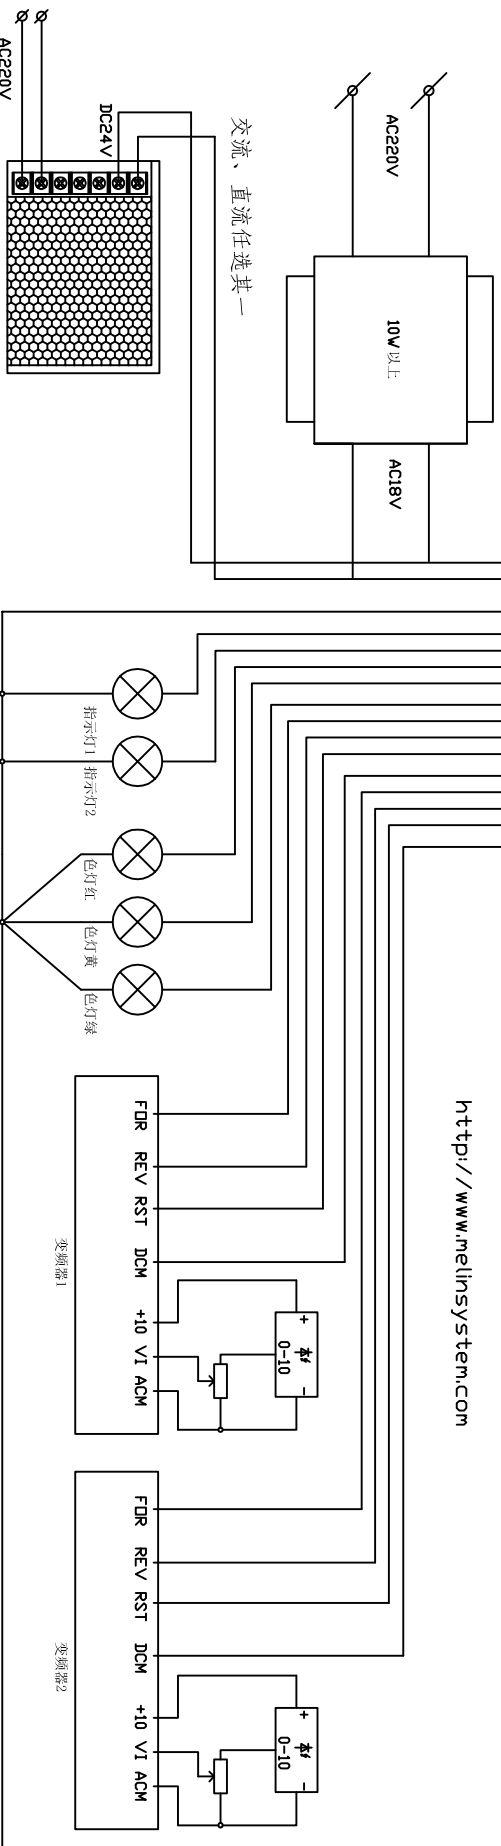 AC220V
10W以上
AC18V
AC220V
DC24V
交流、直流任选其一
http://www.melinsystem.com
指示灯1
指示灯2
色灯红
色灯黄
色灯绿
FOR REV RST DCM +10 VI ACM
变频器1
+ -
0-10
FOR REV RST DCM +10 VI ACM
变频器2
+ -
0-10